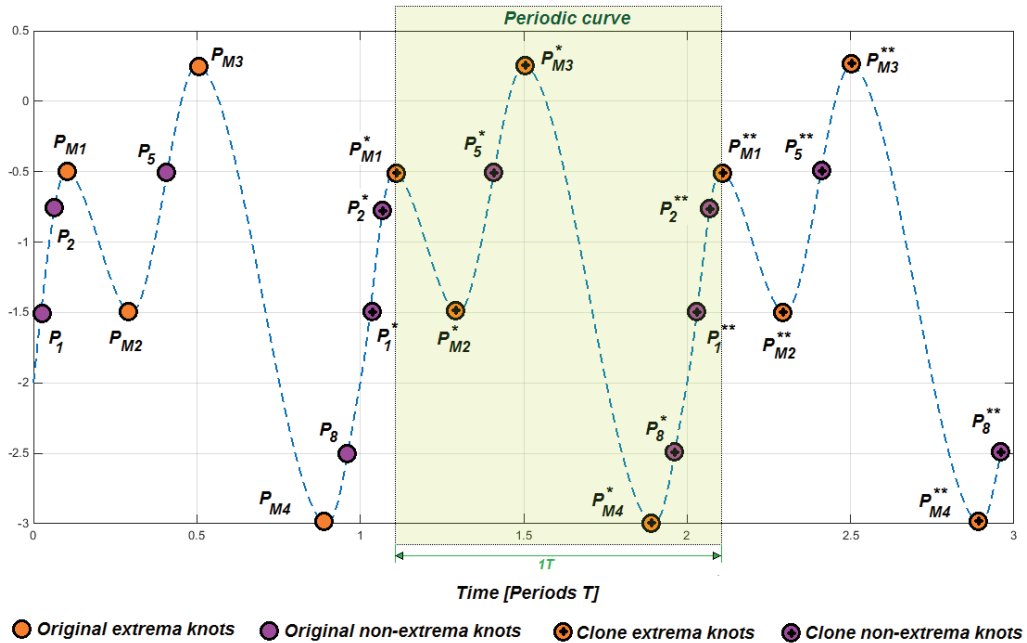 Periodic curve
0.5
0
-0.5
-1
-1.5
-2
-2.5
-3
P_M3
P*_M3
P**_M3
P_M1
P_5
P*_M1
P*_5
P**_M1
P**_5
P_2
P*_2
P**_2
P_1
P_M2
P*_1
P*_M2
P**_1
P**_M2
P_8
P*_8
P**_8
P_M4
P*_M4
P**_M4
0 0.5 1 1.5 2 2.5 3
1T
Time [Periods T]
Original extrema knots Original non-extrema knots Clone extrema knots Clone non-extrema knots